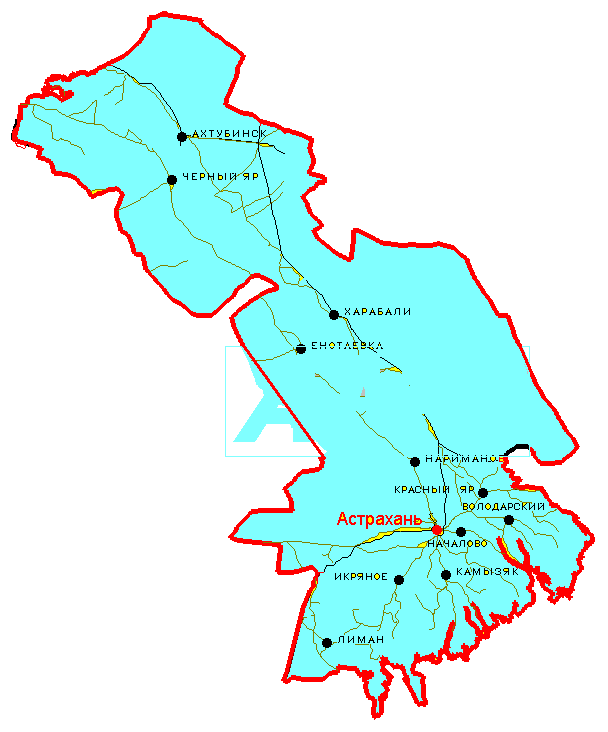 АХТУБИНСК
ЧЕРНЫЙ ЯР
ХАРАБАЛИ
ЕНОТАЕВКА
НАРИМАНОВ
КРАСНЫЙ ЯР
ВОЛОДАРСКИЙ
Астрахань
НАЧАЛОВО
ИКРЯНОЕ
КАМЫЗЯК
ЛИМАН